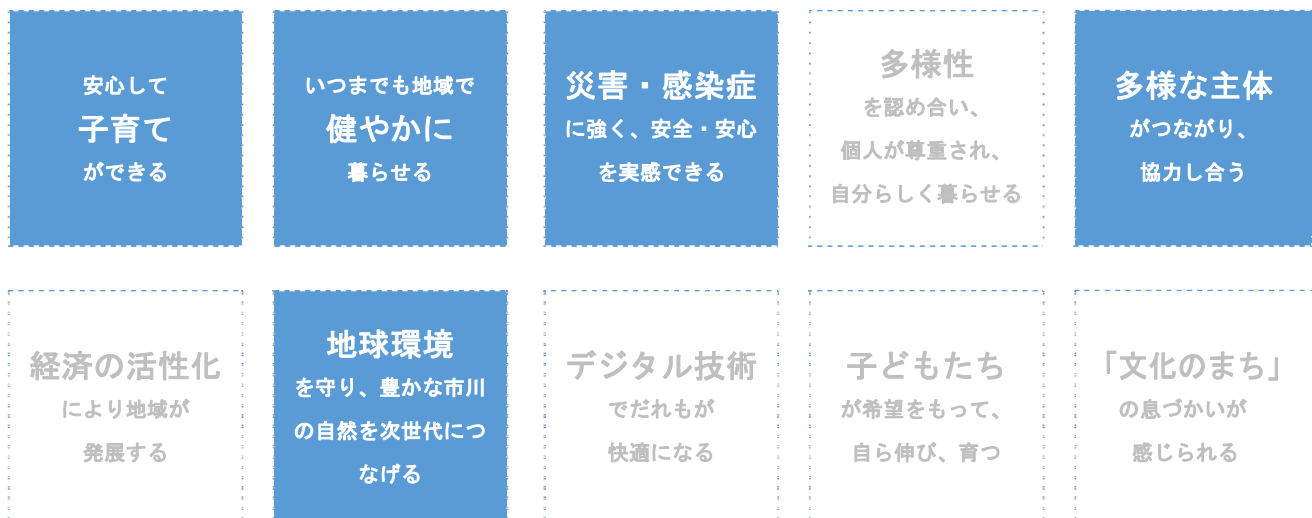 安心して
子育て
ができる
いつまでも地域で
健やかに
暮らせる
災害・感染症
に強く、安全・安心
を実感できる
多様性
を認め合い、
個人が尊重され、
自分らしく暮らせる
多様な主体
がつながり、
協力し合う
経済の活性化
により地域が
発展する
地球環境
を守り、豊かな市川
の自然を次世代につ
なげる
デジタル技術
でだれもが
快適になる
子どもたち
が希望をもって、
自ら伸び、育つ
「文化のまち」
の息づかいが
感じられる